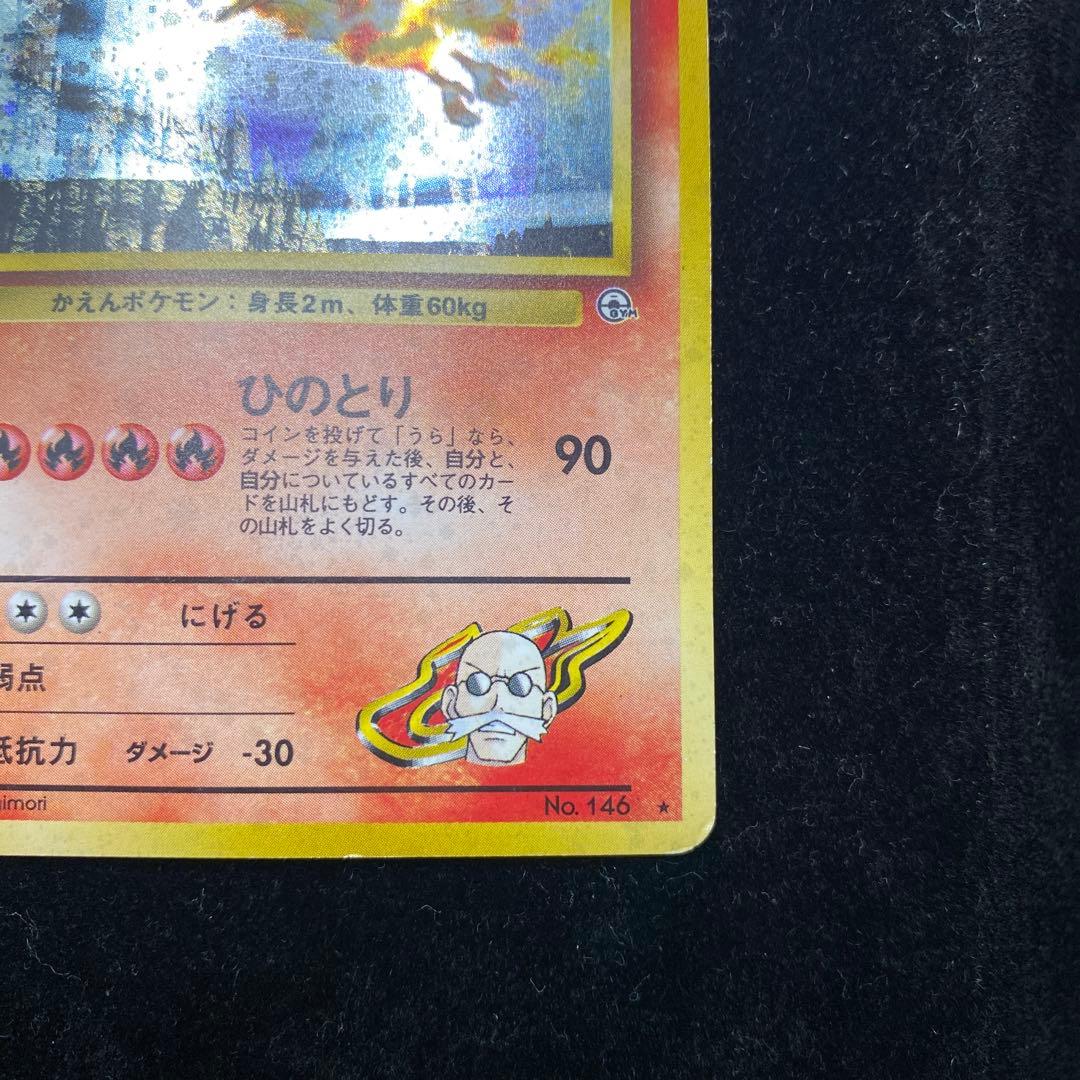 かえんポケモン：身長2m、体重60kg
GYM
ひのとり
コインを投げて「うら」なら、
ダメージを与えた後、自分と、
自分についているすべてのカー
ドを山札にもどす。その後、そ
の山札をよく切る。
90
にげる
弱点
抵抗力 ダメージ -30
imori
No. 146 ★